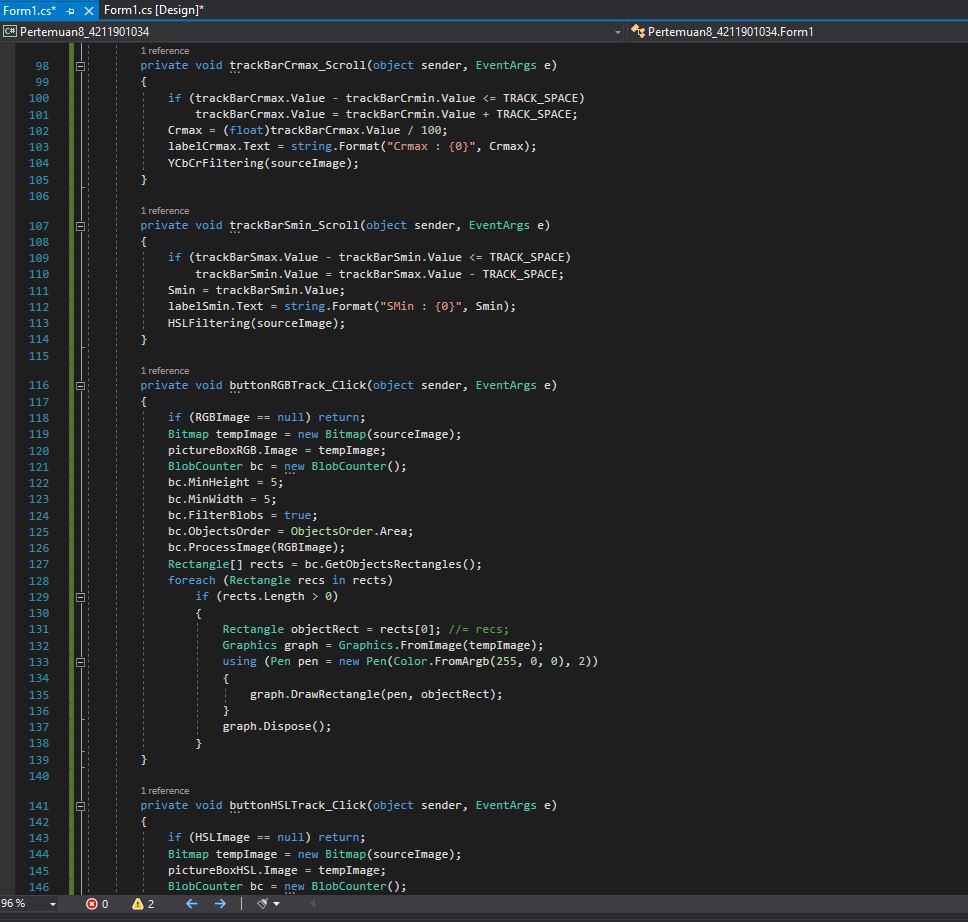 Form1.cs*
Form1.cs [Design]*
C# Pertemuan8_4211901034
Pertemuan8_4211901034.Form1
1 reference
98 private void trackBarCrmax_Scroll(object sender, EventArgs e)
99 {
100 if (trackBarCrmax.Value - trackBarCrmin.Value <= TRACK_SPACE)
101 trackBarCrmax.Value = trackBarCrmin.Value + TRACK_SPACE;
102 Crmax = (float)trackBarCrmax.Value / 100;
103 labelCrmax.Text = string.Format("Crmax : {0}", Crmax);
104 YCbCrFiltering(sourceImage);
105 }
106
1 reference
107 private void trackBarSmin_Scroll(object sender, EventArgs e)
108 {
109 if (trackBarSmax.Value - trackBarSmin.Value <= TRACK_SPACE)
110 trackBarSmin.Value = trackBarSmax.Value - TRACK_SPACE;
111 Smin = trackBarSmin.Value;
112 labelSmin.Text = string.Format("SMin : {0}", Smin);
113 HSLFiltering(sourceImage);
114 }
115
1 reference
116 private void buttonRGBTrack_Click(object sender, EventArgs e)
117 {
118 if (RGBImage == null) return;
119 Bitmap tempImage = new Bitmap(sourceImage);
120 pictureBoxRGB.Image = tempImage;
121 BlobCounter bc = new BlobCounter();
122 bc.MinHeight = 5;
123 bc.MinWidth = 5;
124 bc.FilterBlobs = true;
125 bc.ObjectsOrder = ObjectsOrder.Area;
126 bc.ProcessImage(RGBImage);
127 Rectangle[] rects = bc.GetObjectsRectangles();
128 foreach (Rectangle recs in rects)
129 if (rects.Length > 0)
130 {
131 Rectangle objectRect = rects[0]; //= recs;
132 Graphics graph = Graphics.FromImage(tempImage);
133 using (Pen pen = new Pen(Color.FromArgb(255, 0, 0), 2))
134 {
135 graph.DrawRectangle(pen, objectRect);
136 }
137 graph.Dispose();
138 }
139 }
140
1 reference
141 private void buttonHSLTrack_Click(object sender, EventArgs e)
142 {
143 if (HSLImage == null) return;
144 Bitmap tempImage = new Bitmap(sourceImage);
145 pictureBoxHSL.Image = tempImage;
146 BlobCounter bc = new BlobCounter();
96 %
0
2